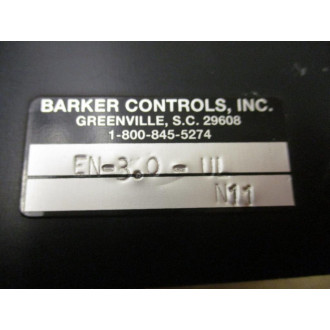 BARKER CONTROLS, INC.
GREENVILLE, S.C. 29608
1-800-845-5274
EN-3.0-UL
N11